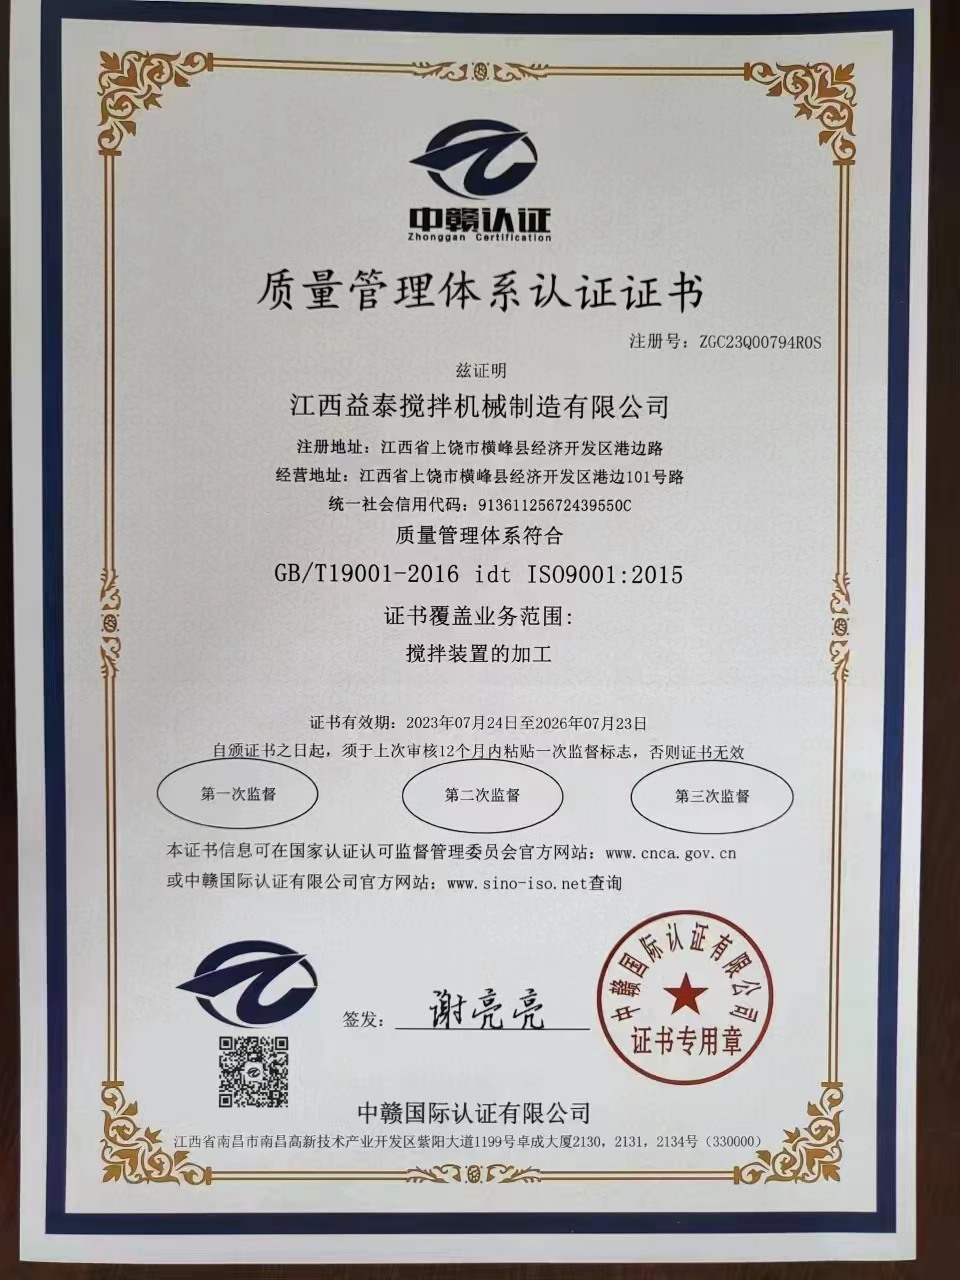 中赣认证
Zhonggan Certification
质量管理体系认证证书
注册号：ZGC23Q00794R0S
兹证明
江西益泰搅拌机械制造有限公司
注册地址：江西省上饶市横峰县经济开发区港边路
经营地址：江西省上饶市横峰县经济开发区港边101号路
统一社会信用代码：91361125672439550C
质量管理体系符合
GB/T19001-2016 idt ISO9001:2015
证书覆盖业务范围：
搅拌装置的加工
证书有效期：2023年07月24日至2026年07月23日
自颁证书之日起，须于上次审核12个月内粘贴一次监督标志，否则证书无效
第一次监督 第二次监督 第三次监督
本证书信息可在国家认证认可监督管理委员会官方网站：www.cnca.gov.cn
或中赣国际认证有限公司官方网站：www.sino-iso.net查询
中赣国际认证有限公司
证书专用章
签发：谢亮亮
中赣国际认证有限公司
江西省南昌市南昌高新技术产业开发区紫阳大道1199号卓成大厦2130，2131，2134号（330000）